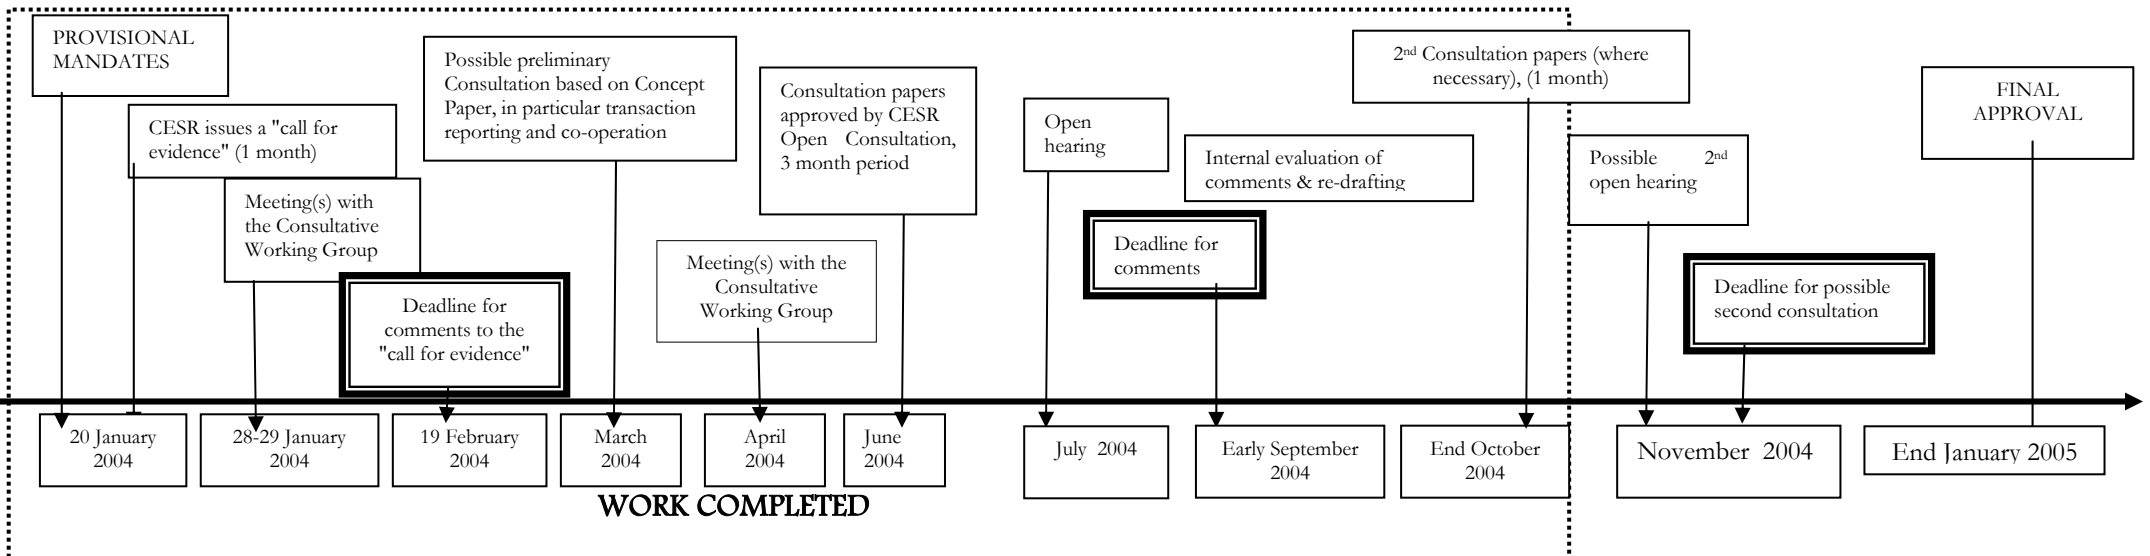 PROVISIONAL
MANDATES
CESR issues a "call for
evidence" (1 month)
Meeting(s) with
the Consultative
Working Group
Deadline for
comments to the
"call for evidence"
Possible preliminary
Consultation based on Concept
Paper, in particular transaction
reporting and co-operation
Meeting(s) with the
Consultative
Working Group
Consultation papers
approved by CESR
Open Consultation,
3 month period
Open
hearing
Deadline for
comments
Internal evaluation of
comments & re-drafting
2nd Consultation papers (where
necessary), (1 month)
Possible 2nd
open hearing
Deadline for possible
second consultation
FINAL
APPROVAL
20 January
2004
28-29 January
2004
19 February
2004
March
2004
April
2004
June
2004
July 2004
Early September
2004
End October
2004
November 2004
End January 2005
WORK COMPLETED